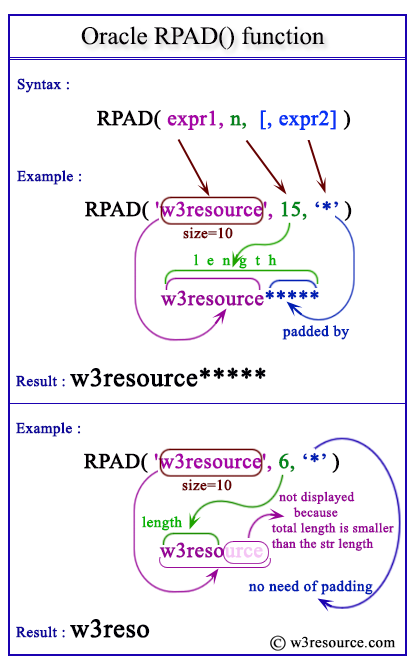 Oracle RPAD() function
Syntax :
RPAD( expr1, n, [, expr2] )
Example :
RPAD( 'w3resource', 15, ‘*’ )
size=10
length
w3resource*****
padded by
Result : w3resource*****
Example :
RPAD( 'w3resource', 6, ‘*’ )
size=10
not displayed
because
total length is smaller
than the str length
length
w3resource
no need of padding
Result : w3reso
© w3resource.com